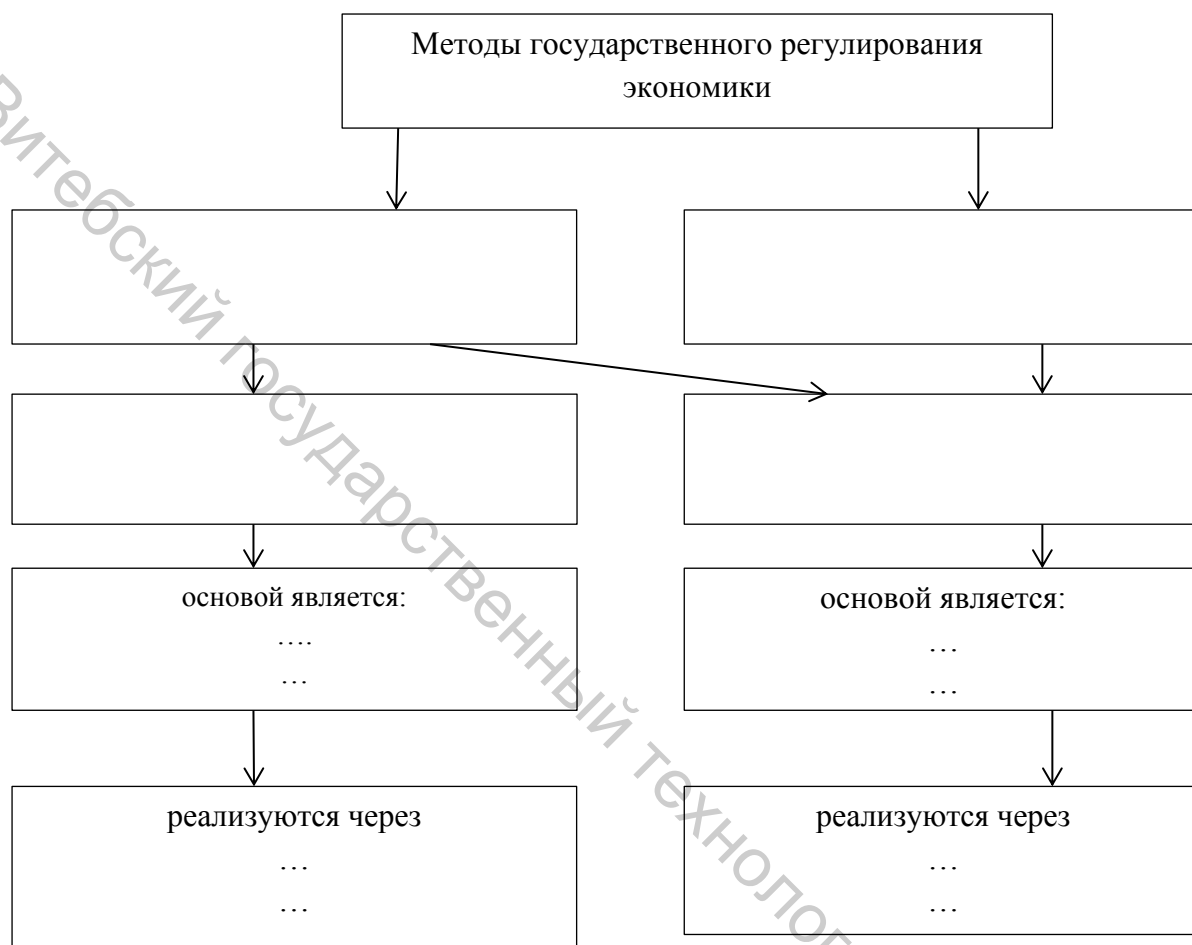 Методы государственного регулирования
экономики
основой является:
....
...
основой является:
...
...
реализуются через
...
...
реализуются через
...
...
Витебский государственный технолог